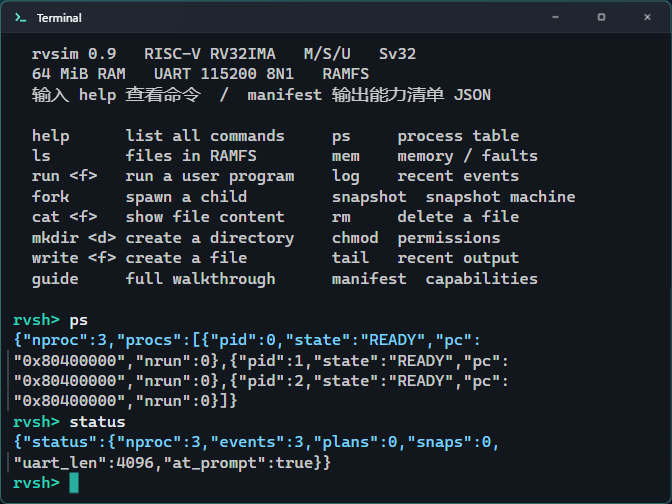 Terminal
rvsim 0.9 RISC-V RV32IMA M/S/U Sv32
64 MiB RAM UART 115200 8N1 RAMFS
输入 help 查看命令 / manifest 输出能力清单 JSON
help list all commands ps process table
ls files in RAMFS mem memory / faults
run <f> run a user program log recent events
fork spawn a child snapshot snapshot machine
cat <f> show file content rm delete a file
mkdir <d> create a directory chmod permissions
write <f> create a file tail recent output
guide full walkthrough manifest capabilities
rvsh> ps
{"nproc":3,"procs":[{"pid":0,"state":"READY","pc":
"0x80400000","nrun":0},{"pid":1,"state":"READY","pc":
"0x80400000","nrun":0},{"pid":2,"state":"READY","pc":
"0x80400000","nrun":0}]}
rvsh> status
{"status":{"nproc":3,"events":3,"plans":0,"snaps":0,
"uart_len":4096,"at_prompt":true}}
rvsh>